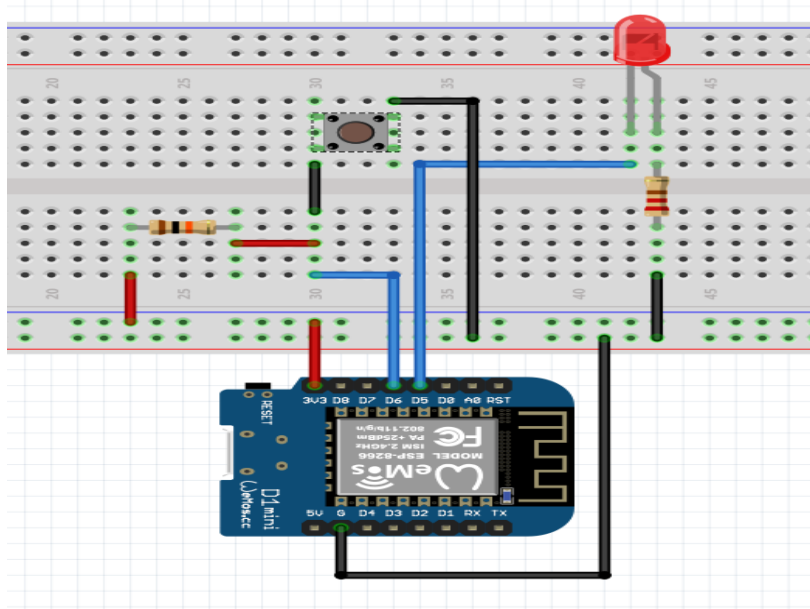 20 25 30 35 40 45
20 25 30 35 40 45
3V3 D8 D7 D6 D5 D0 A0 RST
RESET
802.11b/g/n
PA +25dBm
ISM 2.4GHz
MODEL ESP-8266
FC
WeMos
D1 mini
WeMos.cc
5V G D4 D3 D2 D1 RX TX